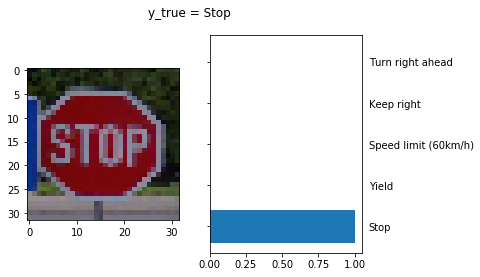 y_true = Stop
0
5
10
15
20
25
30
0
10
20
30
STOP
Turn right ahead
Keep right
Speed limit (60km/h)
Yield
Stop
0.00
0.25
0.50
0.75
1.00